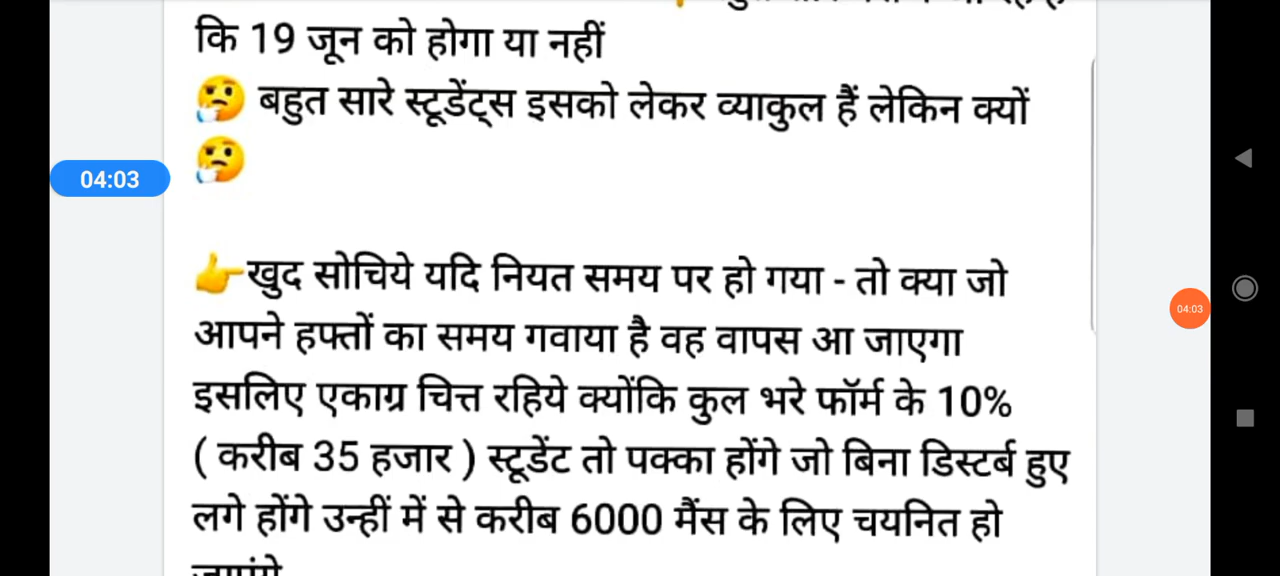 कि 19 जून को होगा या नहीं
🤔 बहुत सारे स्टूडेंट्स इसको लेकर व्याकुल हैं लेकिन क्यों
🤔
04:03
👉खुद सोचिये यदि नियत समय पर हो गया - तो क्या जो
04:03
आपने हफ्तों का समय गवाया है वह वापस आ जाएगा
इसलिए एकाग्र चित्त रहिये क्योंकि कुल भरे फॉर्म के 10%
( करीब 35 हजार ) स्टूडेंट तो पक्का होंगे जो बिना डिस्टर्ब हुए
लगे होंगे उन्हीं में से करीब 6000 मैंस के लिए चयनित हो